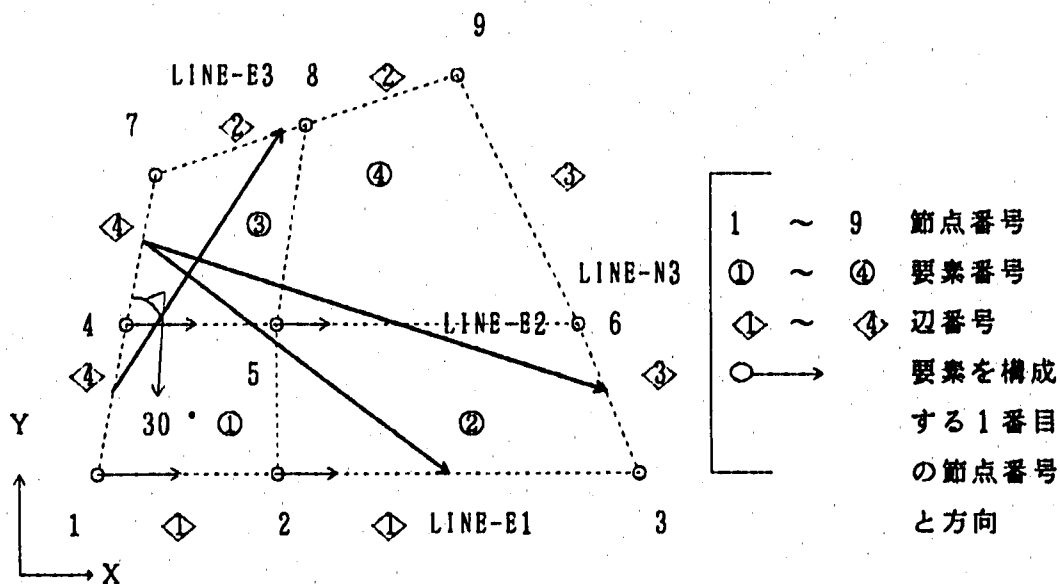 9
LINE-E3 8 2
7 2
4 3
4 3
LINE-N3
4 LINE-E2 6
4 5 3
30° ① ②
Y
1 1 2 1 LINE-E1 3
X
1 ～ 9 節点番号
① ～ ④ 要素番号
1 ～ 4 辺番号
要素を構成
する1番目
の節点番号
と方向